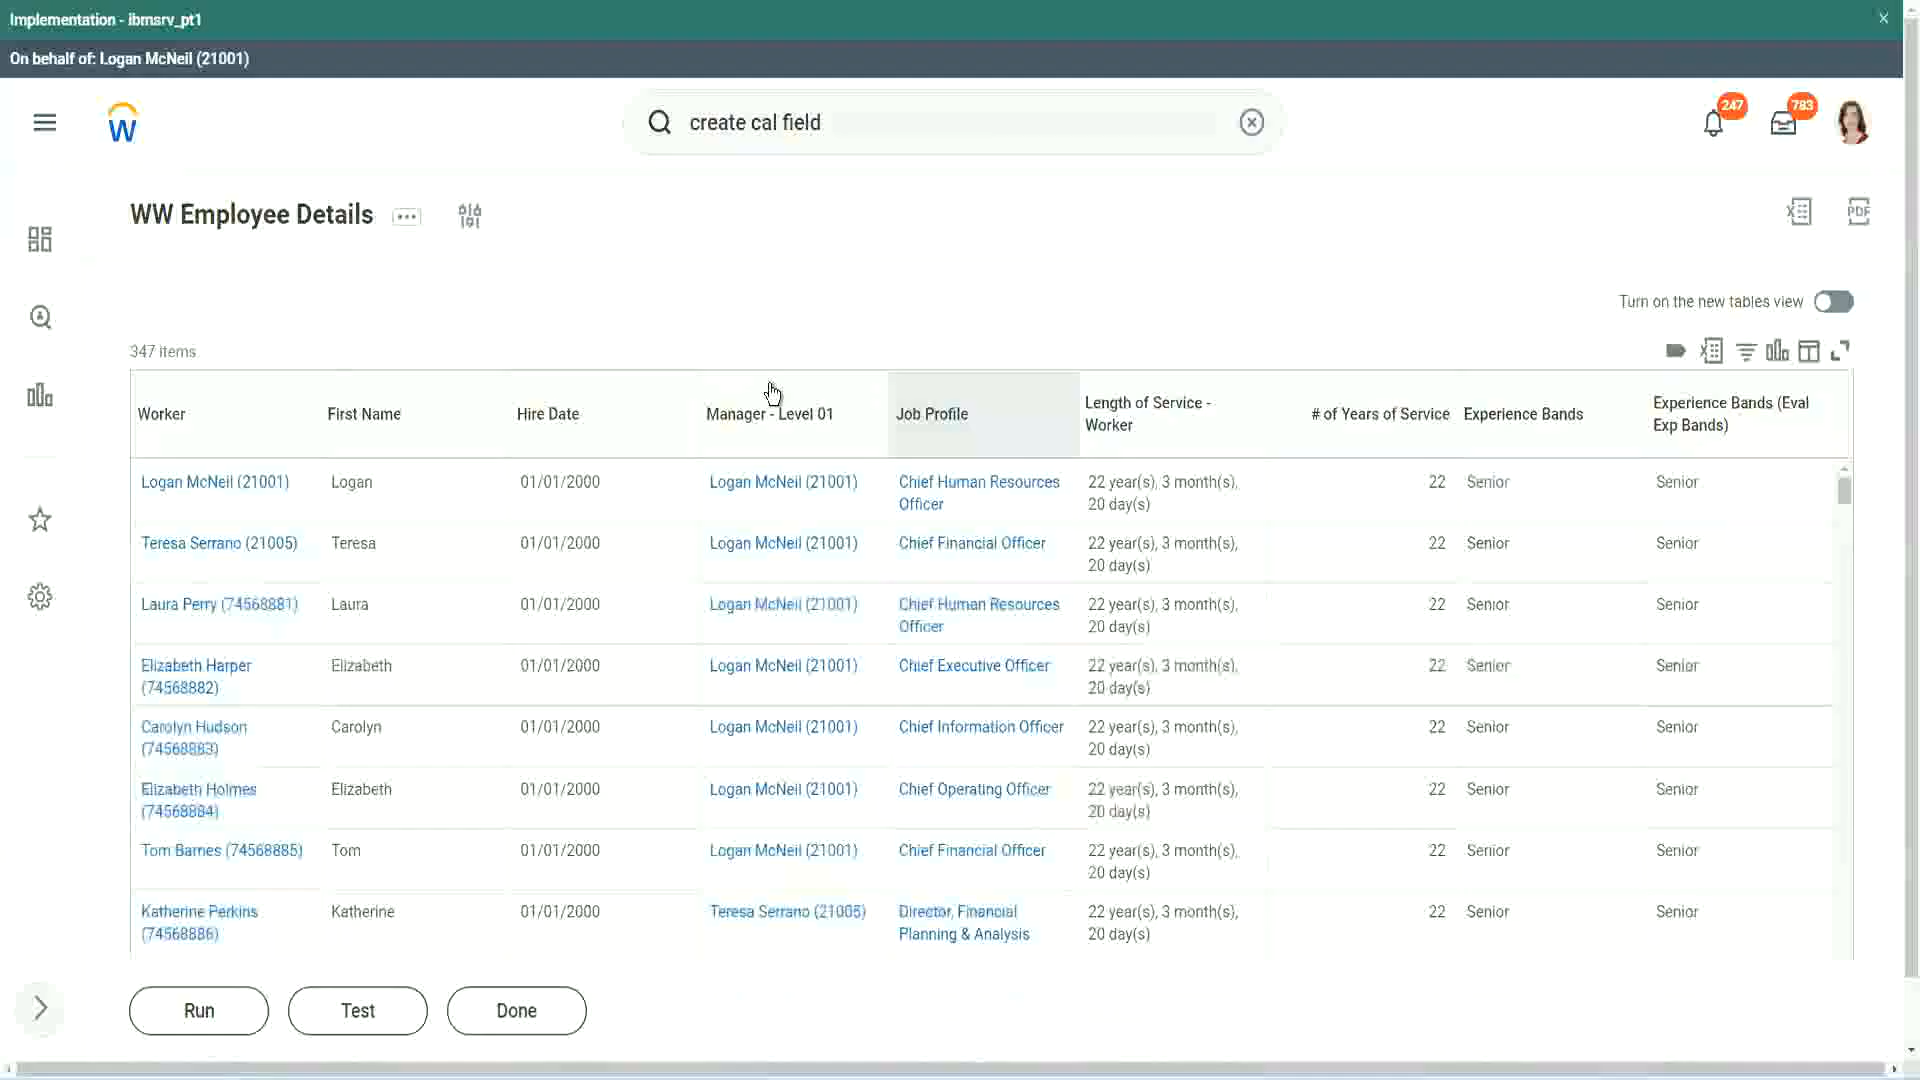 Implementation - ibmsrv_pt1
On behalf of: Logan McNeil (21001)
W
create cal field
247
783
WW Employee Details
PDF
Turn on the new tables view
347 items
Worker
First Name
Hire Date
Manager - Level 01
Job Profile
Length of Service -
Worker
# of Years of Service
Experience Bands
Experience Bands (Eval
Exp Bands)
Logan McNeil (21001)
Logan
01/01/2000
Logan McNeil (21001)
Chief Human Resources
Officer
22 year(s), 3 month(s),
20 day(s)
22
Senior
Senior
Teresa Serrano (21005)
Teresa
01/01/2000
Logan McNeil (21001)
Chief Financial Officer
22 year(s), 3 month(s),
20 day(s)
22
Senior
Senior
Laura Perry (74568881)
Laura
01/01/2000
Logan McNeil (21001)
Chief Human Resources
Officer
22 year(s), 3 month(s),
20 day(s)
22
Senior
Senior
Elizabeth Harper
(74568882)
Elizabeth
01/01/2000
Logan McNeil (21001)
Chief Executive Officer
22 year(s), 3 month(s),
20 day(s)
22
Senior
Senior
Carolyn Hudson
(74568883)
Carolyn
01/01/2000
Logan McNeil (21001)
Chief Information Officer
22 year(s), 3 month(s),
20 day(s)
22
Senior
Senior
Elizabeth Holmes
(74568884)
Elizabeth
01/01/2000
Logan McNeil (21001)
Chief Operating Officer
22 year(s), 3 month(s),
20 day(s)
22
Senior
Senior
Tom Barnes (74568885)
Tom
01/01/2000
Logan McNeil (21001)
Chief Financial Officer
22 year(s), 3 month(s),
20 day(s)
22
Senior
Senior
Katherine Perkins
(74568886)
Katherine
01/01/2000
Teresa Serrano (21005)
Director, Financial
Planning & Analysis
22 year(s), 3 month(s),
20 day(s)
22
Senior
Senior
Run
Test
Done